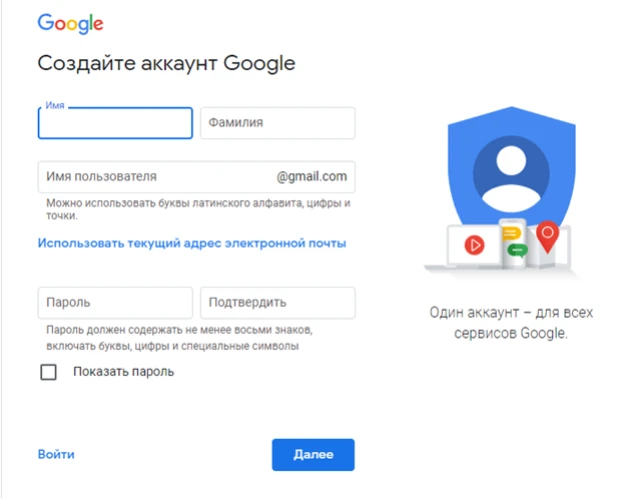 Google
Создайте аккаунт Google
Имя
Фамилия
Имя пользователя @gmail.com
Можно использовать буквы латинского алфавита, цифры и
точки.
Использовать текущий адрес электронной почты
Пароль
Подтвердить
Пароль должен содержать не менее восьми знаков,
включать буквы, цифры и специальные символы
Показать пароль
Войти
Далее
Один аккаунт – для всех
сервисов Google.